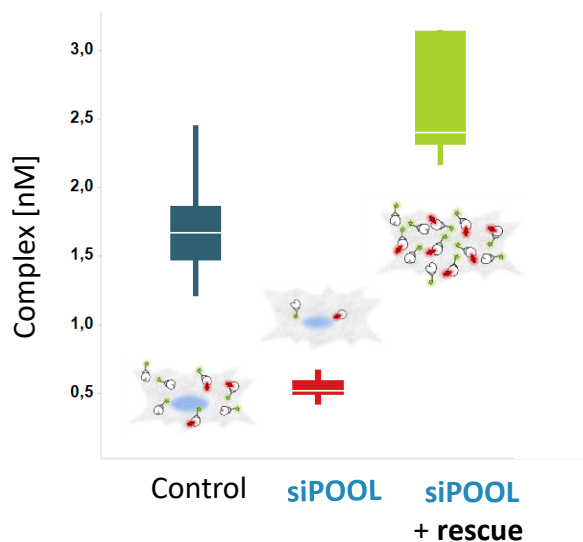 Complex [nM]
3,0
2,5
2,0
1,5
1,0
0,5
Control
siPOOL
siPOOL
+ rescue